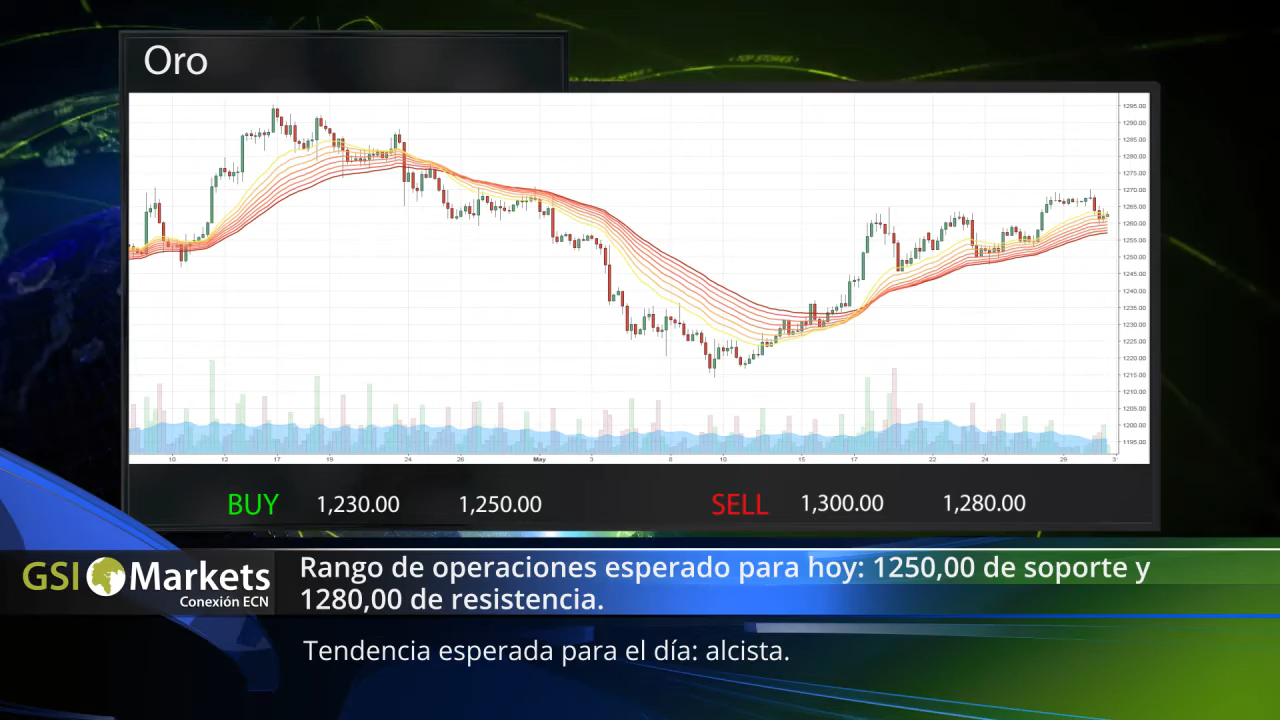 TOP STORIES
Oro
1295.00
1290.00
1285.00
1280.00
1275.00
1270.00
1265.00
1260.00
1255.00
1250.00
1245.00
1240.00
1235.00
1230.00
1225.00
1220.00
1215.00
1210.00
1205.00
1200.00
1195.00
10 12 17 19 24 26 May 3 8 10 15 17 22 24 29
BUY 1,230.00 1,250.00 SELL 1,300.00 1,280.00
GSI Markets
Conexión ECN
Rango de operaciones esperado para hoy: 1250,00 de soporte y
1280,00 de resistencia.
Tendencia esperada para el día: alcista.